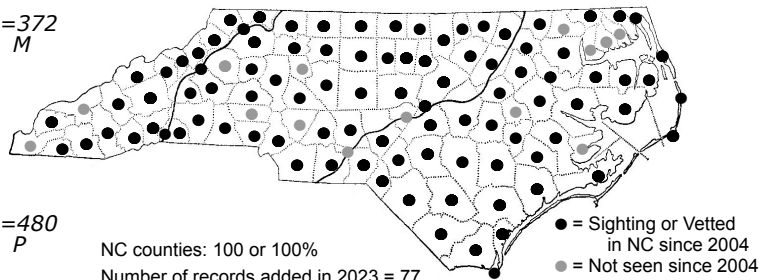 =372
M
=480
P
NC counties: 100 or 100%
Number of records added in 2023 = 77
● = Sighting or Vetted
in NC since 2004
● = Not seen since 2004